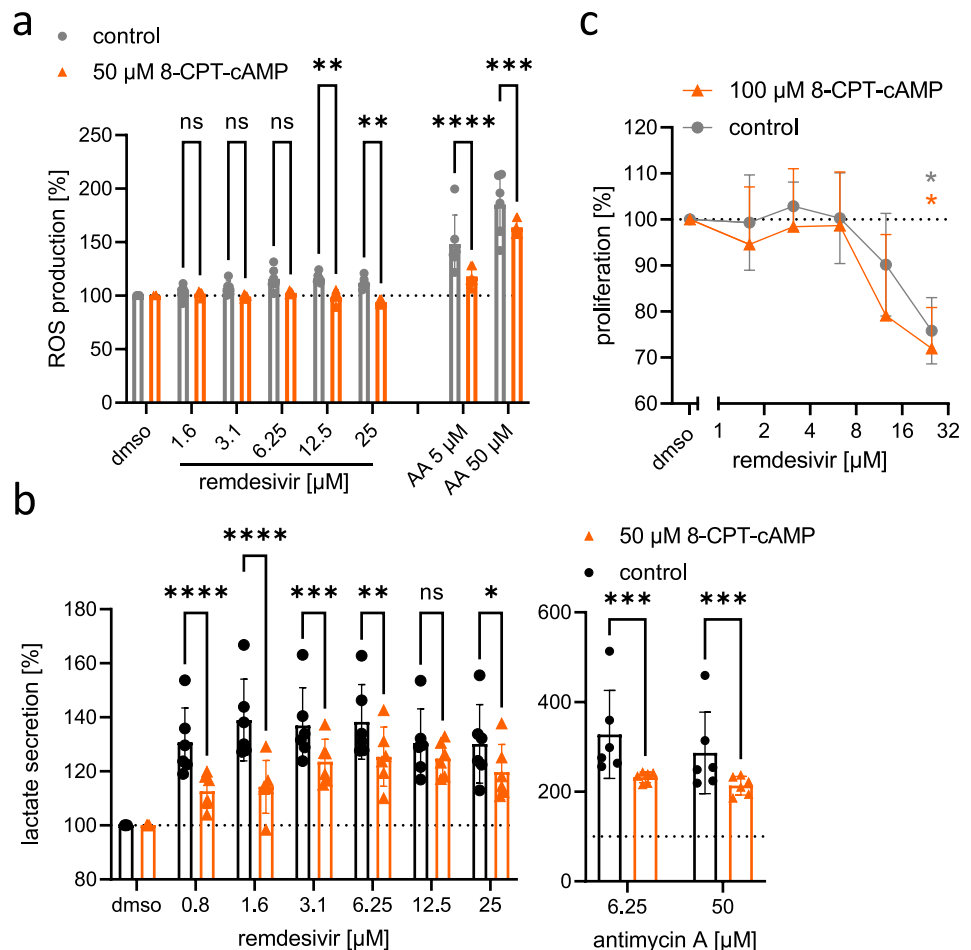 a
control
50 µM 8-CPT-cAMP
ns
ns
ns
**
**
****
***
ROS production [%]
200
150
100
50
0
dmso
1.6
3.1
6.25
12.5
25
AA 5 µM
AA 50 µM
remdesivir [µM]
c
100 µM 8-CPT-cAMP
control
proliferation [%]
120
110
100
90
80
70
60
*
*
dmso
1
2
4
8
16
32
remdesivir [µM]
b
****
****
***
**
ns
*
lactate secretion [%]
180
160
140
120
100
80
dmso
0.8
1.6
3.1
6.25
12.5
25
remdesivir [µM]
50 µM 8-CPT-cAMP
control
***
***
600
400
200
0
6.25
50
antimycin A [µM]